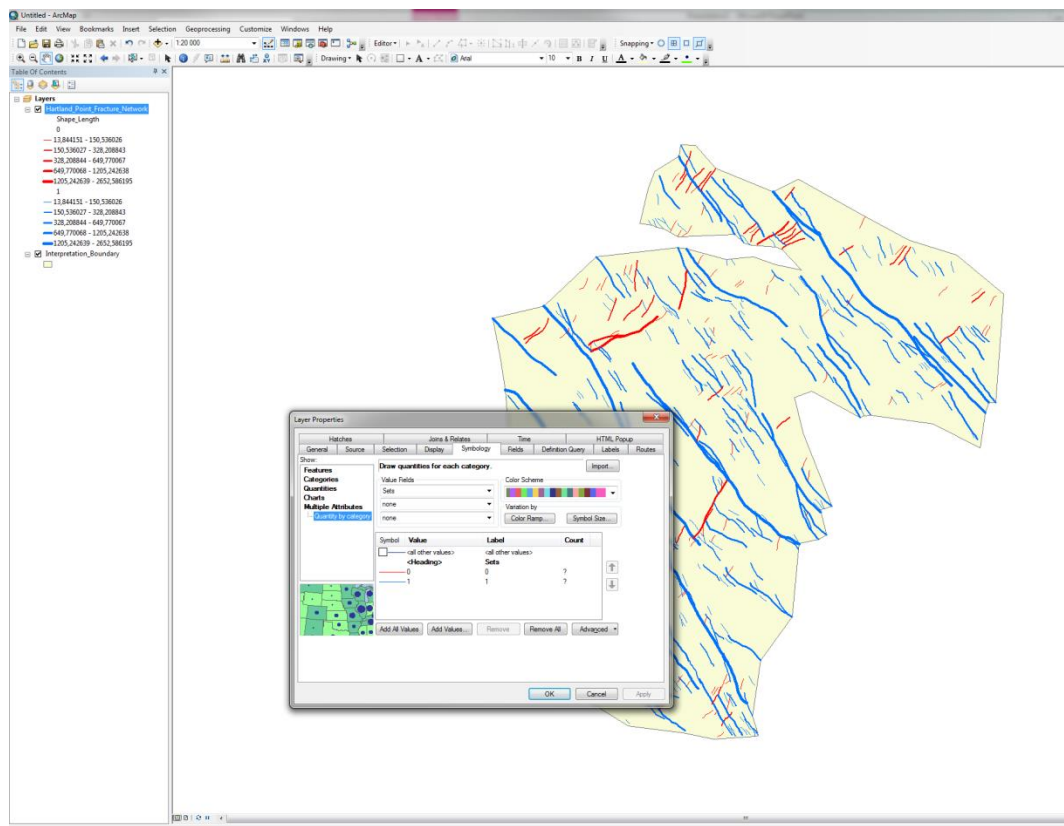 Untitled - ArcMap
File Edit View Bookmarks Insert Selection Geoprocessing Customize Windows Help
1:20 000
Editor
Snapping
Drawing
Arial
10
B I U A
Table Of Contents
Layers
Hartland_Point_Fracture_Network
Shape_Length
0
13,844151 - 150,536026
150,536027 - 328,208843
328,208844 - 649,770067
649,770068 - 1205,242638
1205,242639 - 2652,586195
1
13,844151 - 150,536026
150,536027 - 328,208843
328,208844 - 649,770067
649,770068 - 1205,242638
1205,242639 - 2652,586195
Interpretation_Boundary
Layer Properties
Hatches Joins & Relates Time HTML Popup
General Source Selection Display Symbology Fields Definition Query Labels Routes
Show:
Features
Categories
Quantities
Charts
Multiple Attributes
Quantity by category
Draw quantities for each category.
Import...
Value Fields
Color Scheme
Sets
none
none
Variation by
Color Ramp...
Symbol Size...
Symbol Value Label Count
<all other values> <all other values>
<Heading> Sets
0 0 ?
1 1 ?
Add All Values Add Values... Remove Remove All Advanced
OK Cancel Apply